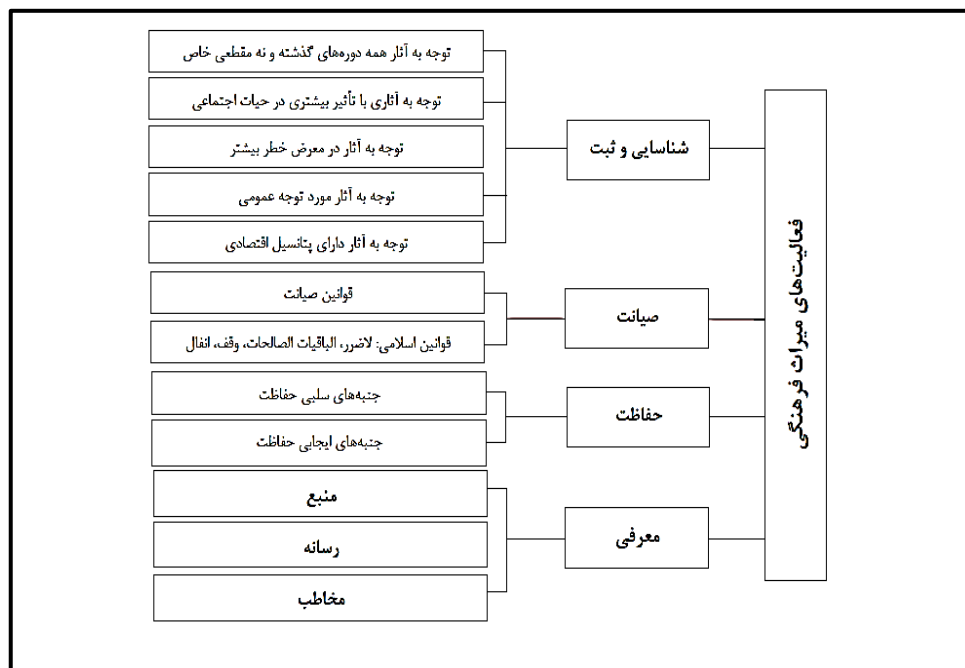 فعالیت‌های میراث فرهنگی
شناسایی و ثبت
توجه به آثار همه دوره‌های گذشته و نه مقطعی خاص
توجه به آثاری با تأثیر بیشتری در حیات اجتماعی
توجه به آثار در معرض خطر بیشتر
توجه به آثار مورد توجه عمومی
توجه به آثار دارای پتانسیل اقتصادی
صیانت
قوانین صیانت
قوانین اسلامی: لاضرر، الباقیات الصالحات، وقف، انفال
حفاظت
جنبه‌های سلبی حفاظت
جنبه‌های ایجابی حفاظت
معرفی
منبع
رسانه
مخاطب